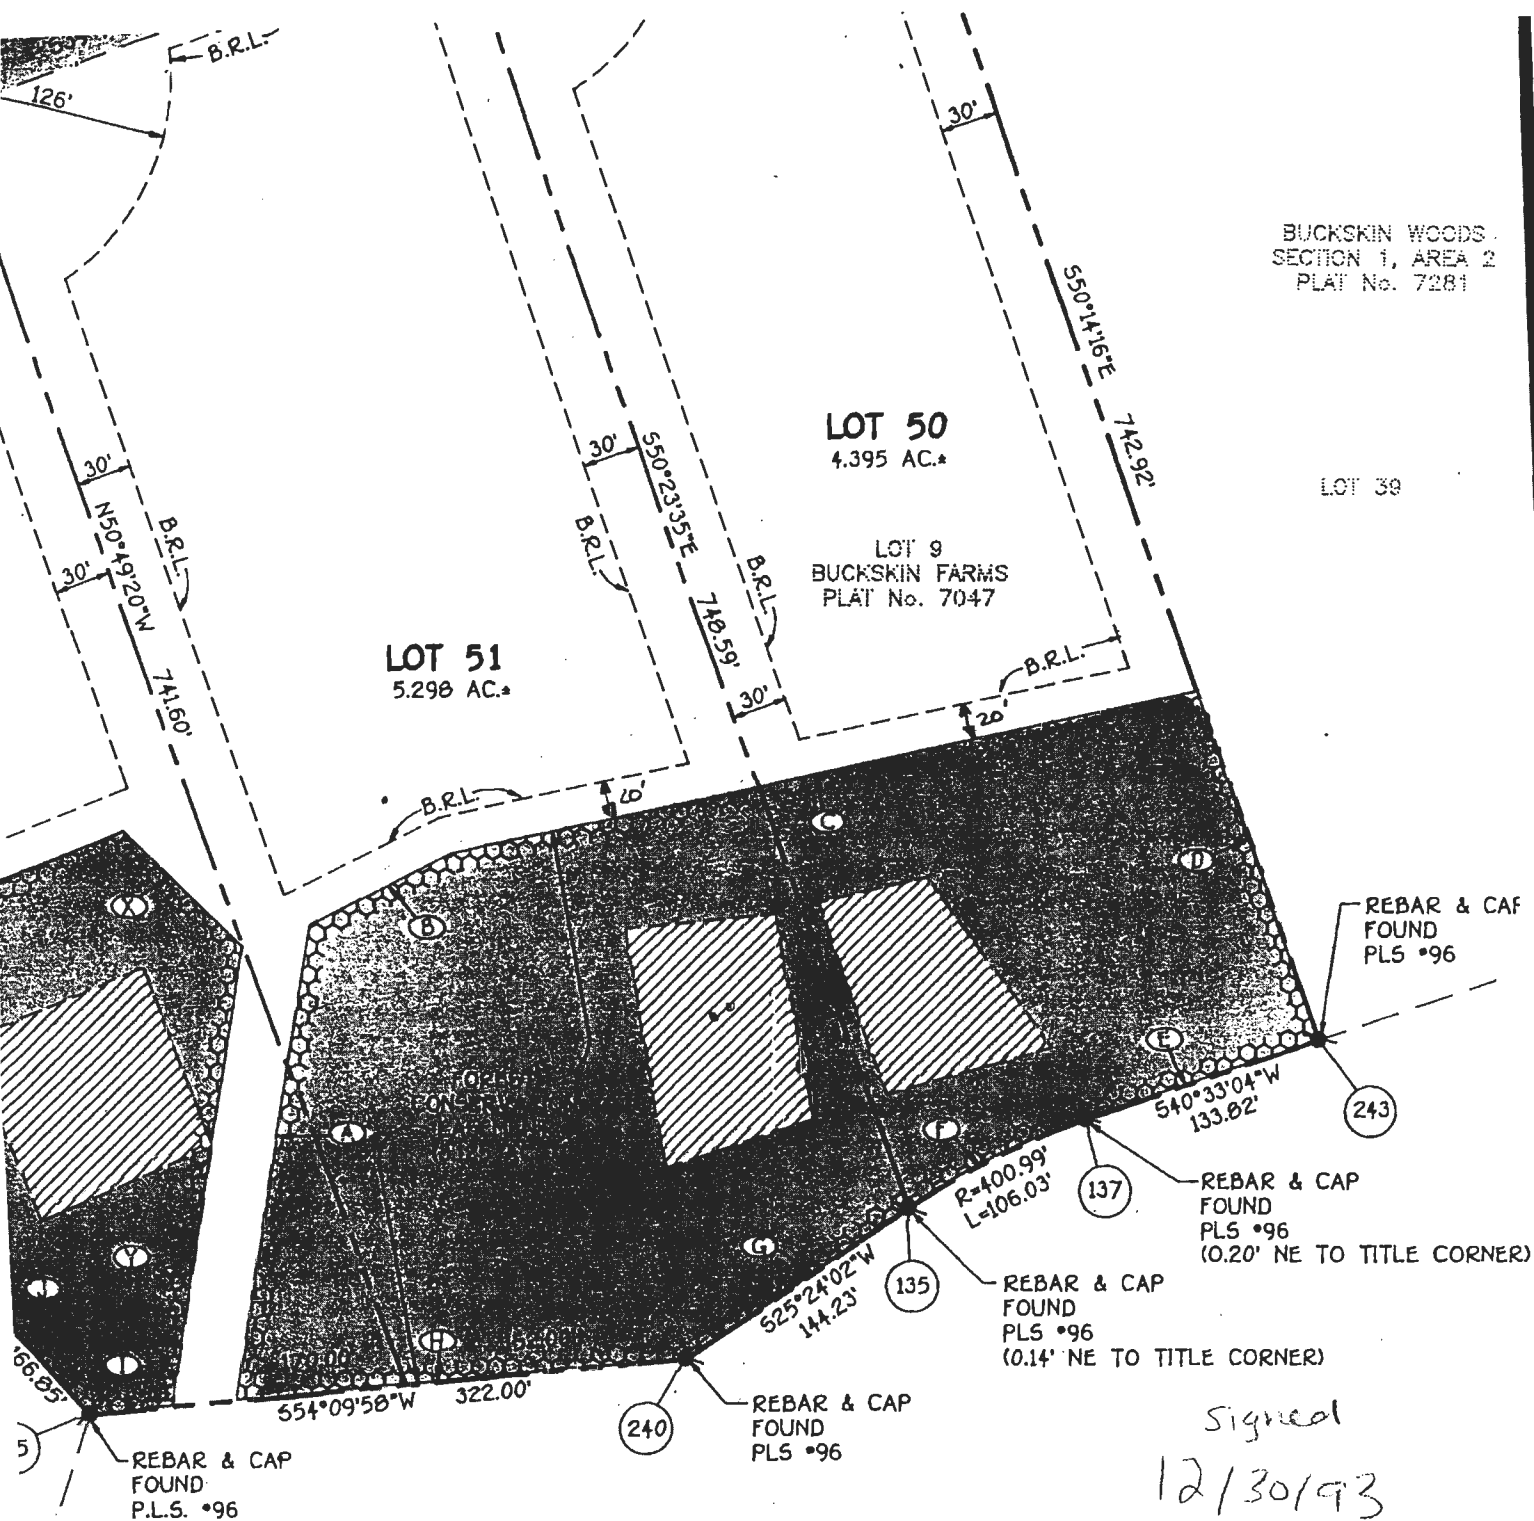 B.R.L.
126'
30'
BUCKSKIN WOODS
SECTION 1, AREA 2
PLAT No. 7281
S50°14'16"E 742.92'
LOT 50
4.395 AC.±
LOT 39
30'
30'
N50°49'20"W 741.60'
B.R.L.
30'
S50°23'35"E 748.59'
B.R.L.
B.R.L.
LOT 9
BUCKSKIN FARMS
PLAT No. 7047
LOT 51
5.298 AC.±
B.R.L.
30'
20'
B.R.L.
20'
C
D
X
B
REBAR & CAP
FOUND
PLS #96
E
A
F
S40°33'04"W
133.82'
243
R=400.99'
L=106.03'
137
REBAR & CAP
FOUND
PLS #96
(0.20' NE TO TITLE CORNER)
Y
J
G
S25°24'02"W
144.23'
135
REBAR & CAP
FOUND
PLS #96
(0.14' NE TO TITLE CORNER)
I
H
S54°09'58"W 322.00'
240
REBAR & CAP
FOUND
PLS #96
REBAR & CAP
FOUND
P.L.S. #96
signed
12/30/93